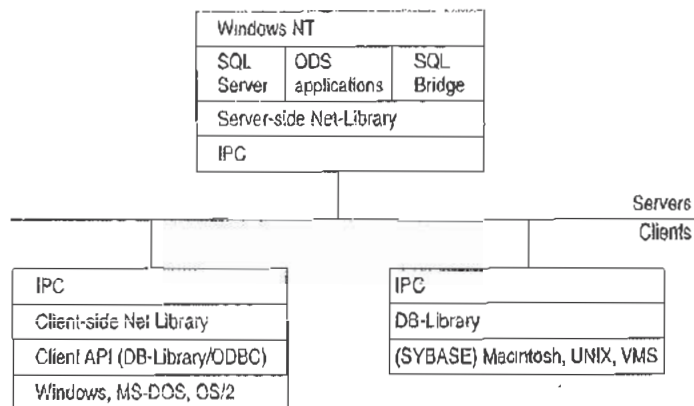 Windows NT
SQL Server
ODS applications
SQL Bridge
Server-side Net-Library
IPC
Servers
Clients
IPC
Client-side Net Library
Client API (DB-Library/ODBC)
Windows, MS-DOS, OS/2
IPC
DB-Library
(SYBASE) Macintosh, UNIX, VMS